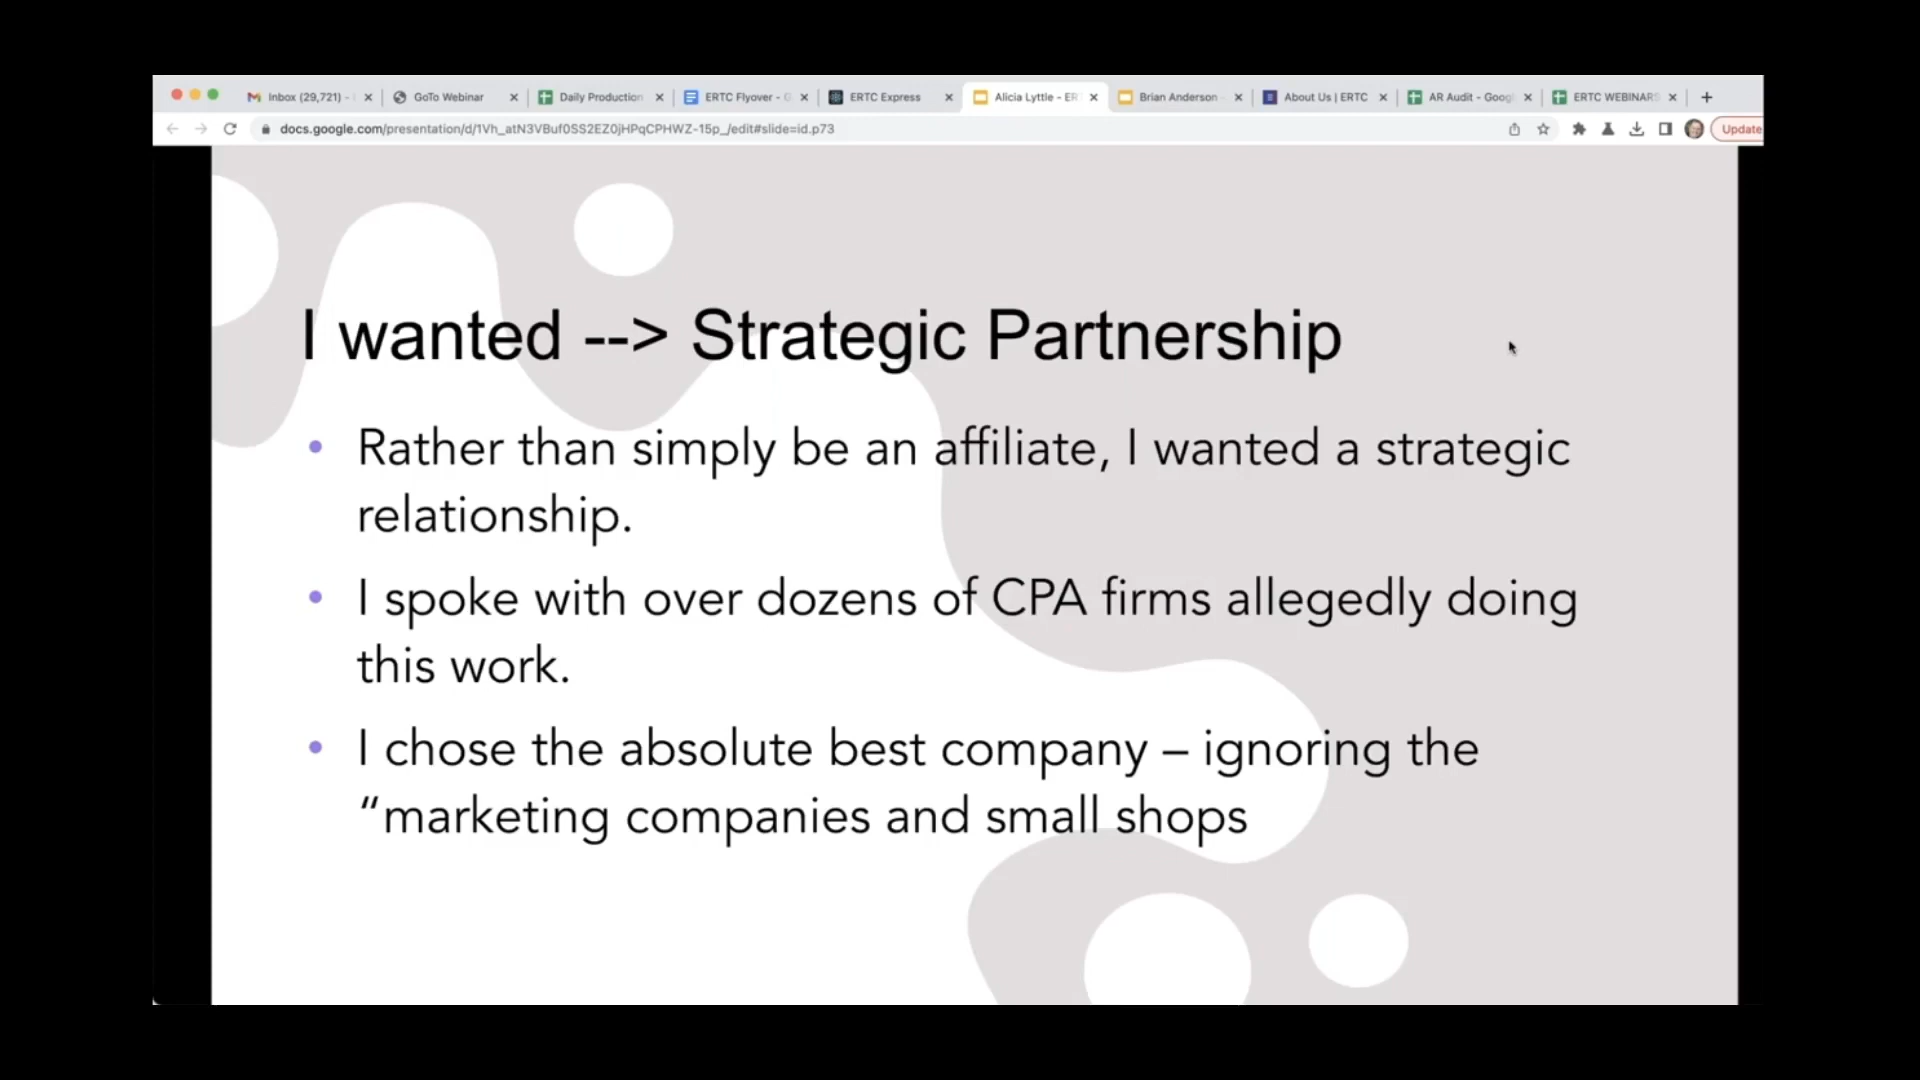 Inbox (29,721) -
GoTo Webinar
Daily Production
ERTC Flyover - G
ERTC Express
Alicia Lyttle - ER
Brian Anderson -
About Us | ERTC
AR Audit - Goog
ERTC WEBINARS
docs.google.com/presentation/d/1Vh_atN3VBuf0SS2EZ0jHPqCPHWZ-15p_/edit#slide=id.p73
Update
I wanted --> Strategic Partnership
• Rather than simply be an affiliate, I wanted a strategic
relationship.
• I spoke with over dozens of CPA firms allegedly doing
this work.
• I chose the absolute best company – ignoring the
“marketing companies and small shops